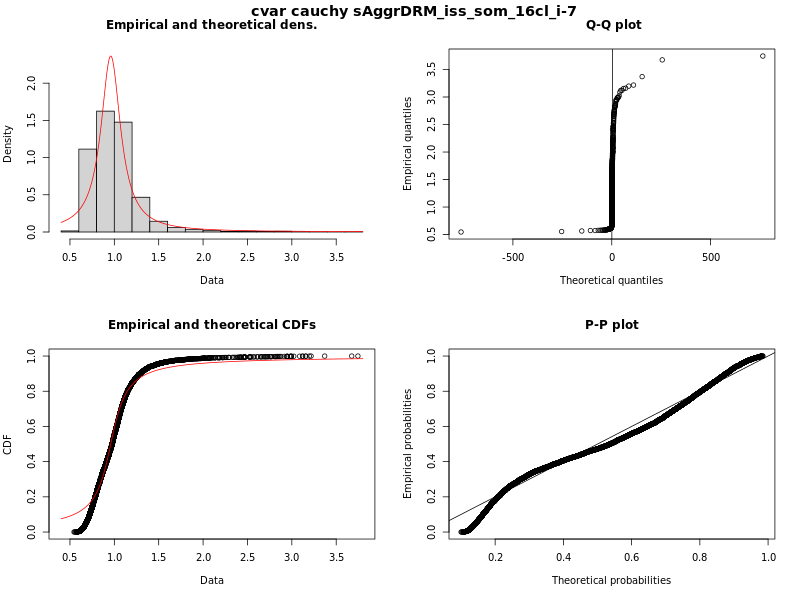 cvar cauchy sAggrDRM_iss_som_16cl_i-7
Empirical and theoretical dens.
Density
0.0 0.5 1.0 1.5 2.0
0.5 1.0 1.5 2.0 2.5 3.0 3.5
Data
Q-Q plot
Empirical quantiles
0.5 1.0 1.5 2.0 2.5 3.0 3.5
-500 0 500
Theoretical quantiles
Empirical and theoretical CDFs
CDF
0.0 0.2 0.4 0.6 0.8 1.0
0.5 1.0 1.5 2.0 2.5 3.0 3.5
Data
P-P plot
Empirical probabilities
0.0 0.2 0.4 0.6 0.8 1.0
0.2 0.4 0.6 0.8 1.0
Theoretical probabilities